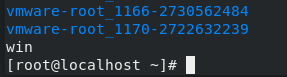 vmware-root_1166-2730562484
vmware-root_1170-2722632239
win
[root@localhost ~]#